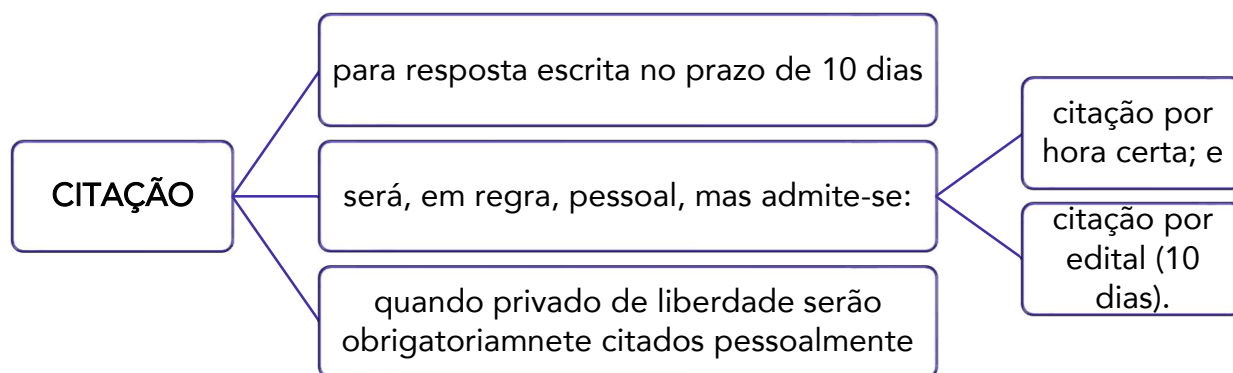 CITAÇÃO
para resposta escrita no prazo de 10 dias
será, em regra, pessoal, mas admite-se:
citação por
hora certa; e
citação por
edital (10
dias).
quando privado de liberdade serão
obrigatoriamnete citados pessoalmente